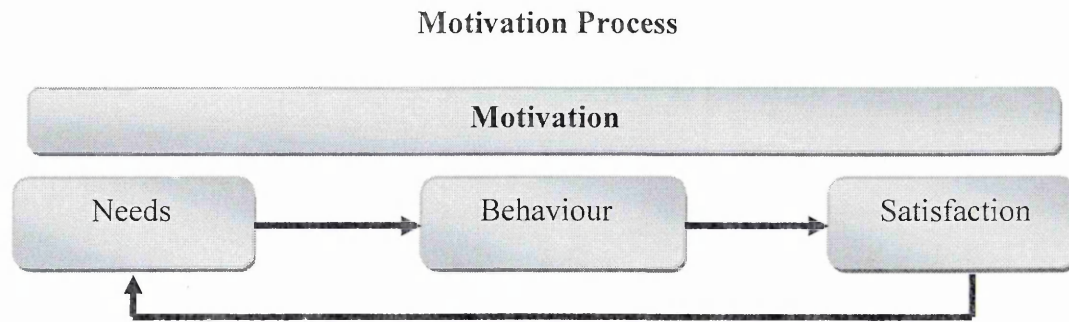 Motivation Process
Motivation
Needs
Behaviour
Satisfaction